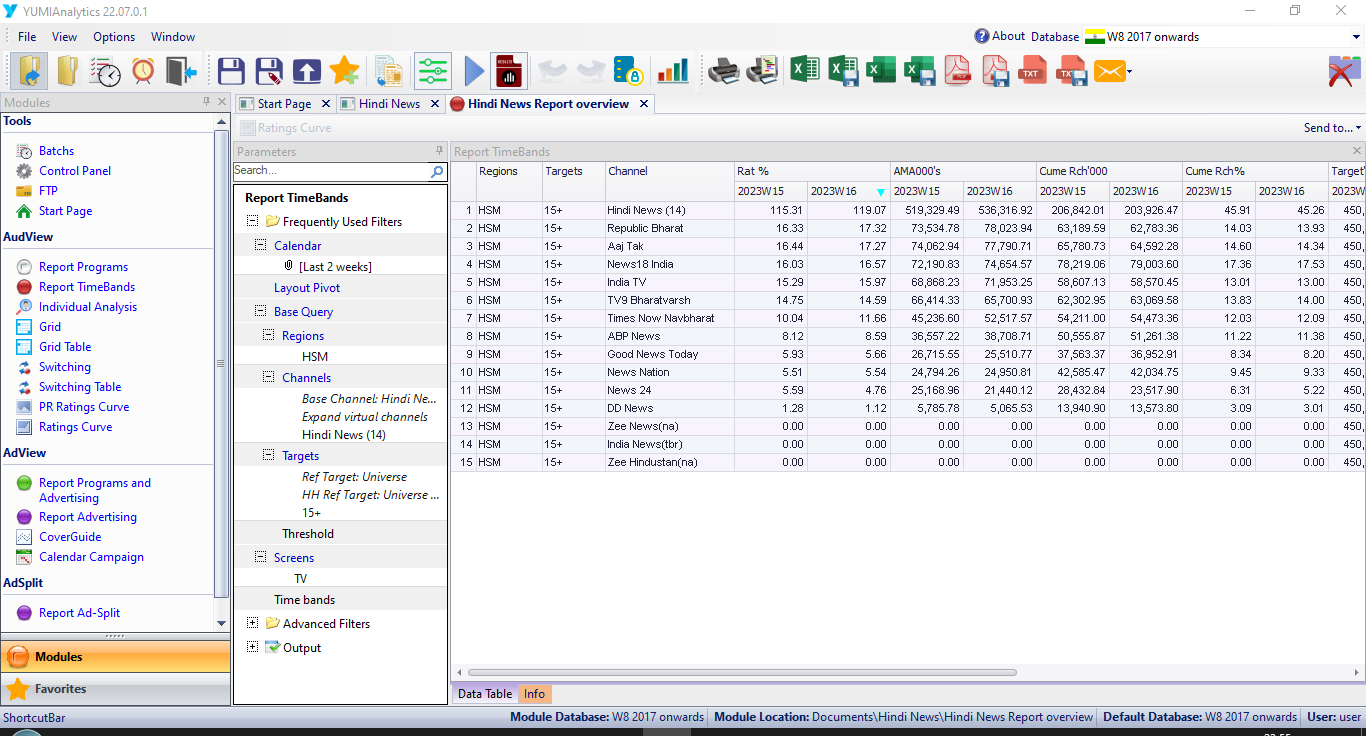 YUMIAnalytics 22.07.0.1
File View Options Window
About Database W8 2017 onwards
Modules
Start Page Hindi News Hindi News Report overview
Tools
Batchs
Control Panel
FTP
Start Page
AudView
Report Programs
Report TimeBands
Individual Analysis
Grid
Grid Table
Switching
Switching Table
PR Ratings Curve
Ratings Curve
AdView
Report Programs and
Advertising
Report Advertising
CoverGuide
Calendar Campaign
AdSplit
Report Ad-Split
Modules
Favorites
Ratings Curve
Send to...
Parameters
Search...
Report TimeBands
Frequently Used Filters
Calendar
[Last 2 weeks]
Layout Pivot
Base Query
Regions
HSM
Channels
Base Channel: Hindi Ne...
Expand virtual channels
Hindi News (14)
Targets
Ref Target: Universe
HH Ref Target: Universe ...
15+
Threshold
Screens
TV
Time bands
Advanced Filters
Output
Report TimeBands
Regions Targets Channel Rat % AMA000's Cume Rch'000 Cume Rch% Target'
2023W15 2023W16 2023W15 2023W16 2023W15 2023W16 2023W15 2023W16 2023W
1 HSM 15+ Hindi News (14) 115.31 119.07 519,329.49 536,316.92 206,842.01 203,926.47 45.91 45.26 450,
2 HSM 15+ Republic Bharat 16.33 17.32 73,534.78 78,023.94 63,189.59 62,783.36 14.03 13.93 450,
3 HSM 15+ Aaj Tak 16.44 17.27 74,062.94 77,790.71 65,780.73 64,592.28 14.60 14.34 450,
4 HSM 15+ News18 India 16.03 16.57 72,190.83 74,654.57 78,219.06 79,003.60 17.36 17.53 450,
5 HSM 15+ India TV 15.29 15.97 68,868.23 71,953.25 58,607.13 58,570.45 13.01 13.00 450,
6 HSM 15+ TV9 Bharatvarsh 14.75 14.59 66,414.33 65,700.93 62,302.95 63,069.58 13.83 14.00 450,
7 HSM 15+ Times Now Navbharat 10.04 11.66 45,236.60 52,517.57 54,211.00 54,473.36 12.03 12.09 450,
8 HSM 15+ ABP News 8.12 8.59 36,557.22 38,708.71 50,555.87 51,261.38 11.22 11.38 450,
9 HSM 15+ Good News Today 5.93 5.66 26,715.55 25,510.77 37,563.37 36,952.91 8.34 8.20 450,
10 HSM 15+ News Nation 5.51 5.54 24,794.26 24,950.81 42,585.47 42,034.75 9.45 9.33 450,
11 HSM 15+ News 24 5.59 4.76 25,168.96 21,440.12 28,432.84 23,517.90 6.31 5.22 450,
12 HSM 15+ DD News 1.28 1.12 5,785.78 5,065.53 13,940.90 13,573.80 3.09 3.01 450,
13 HSM 15+ Zee News(na) 0.00 0.00 0.00 0.00 0.00 0.00 0.00 0.00 450,
14 HSM 15+ India News(tbr) 0.00 0.00 0.00 0.00 0.00 0.00 0.00 0.00 450,
15 HSM 15+ Zee Hindustan(na) 0.00 0.00 0.00 0.00 0.00 0.00 0.00 0.00 450,
Data Table Info
ShortcutBar Module Database: W8 2017 onwards Module Location: Documents\Hindi News\Hindi News Report overview Default Database: W8 2017 onwards User: user